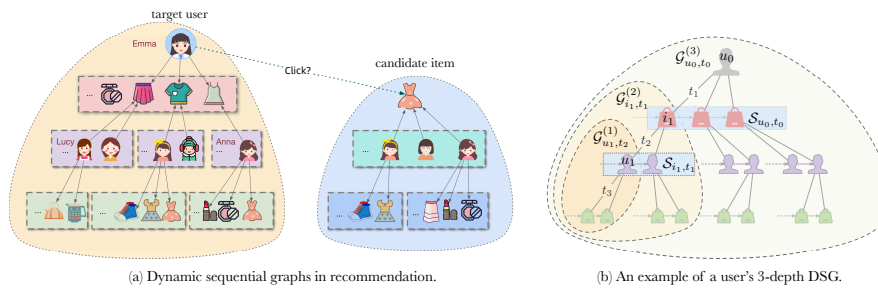 target user
Emma
Click?
candidate item
...
Lucy
...
...
...
Anna
...
...
...
...
...
...
...
(a) Dynamic sequential graphs in recommendation.
𝒢^{(3)}_{u_0,t_0}
u_0
t_1
𝒢^{(2)}_{i_1,t_1}
i_1
𝒮_{u_0,t_0}
𝒢^{(1)}_{u_1,t_2}
t_2
u_1
𝒮_{i_1,t_1}
t_3
(b) An example of a user's 3-depth DSG.